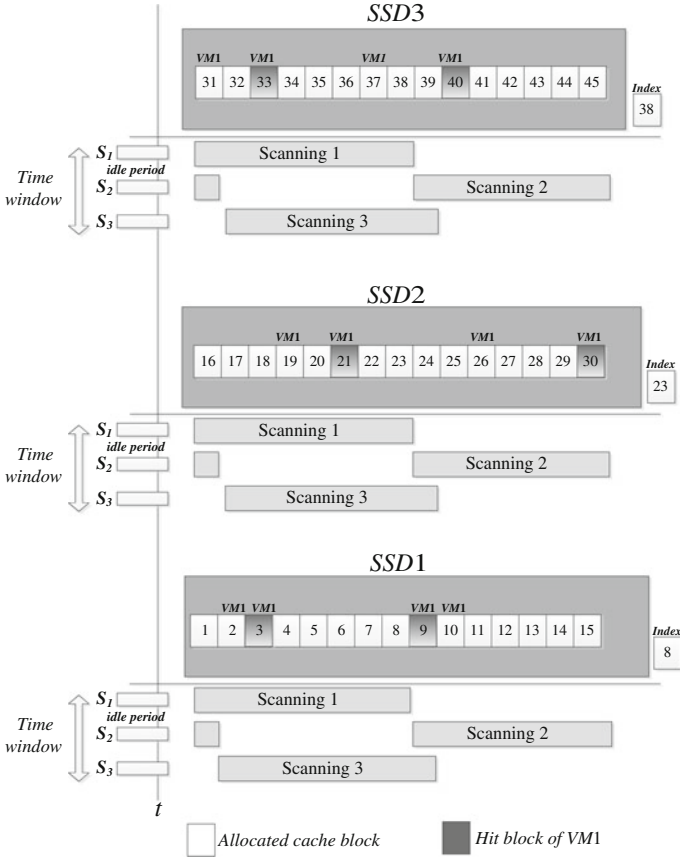 SSD3
VM1 VM1 VM1 VM1
31 32 33 34 35 36 37 38 39 40 41 42 43 44 45
Index
38
S1 Scanning 1
idle period
Time window
S2 Scanning 2
S3 Scanning 3
SSD2
VM1 VM1 VM1 VM1
16 17 18 19 20 21 22 23 24 25 26 27 28 29 30
Index
23
S1 Scanning 1
idle period
Time window
S2 Scanning 2
S3 Scanning 3
SSD1
VM1 VM1 VM1 VM1
1 2 3 4 5 6 7 8 9 10 11 12 13 14 15
Index
8
S1 Scanning 1
idle period
Time window
S2 Scanning 2
S3 Scanning 3
t
Allocated cache block Hit block of VM1